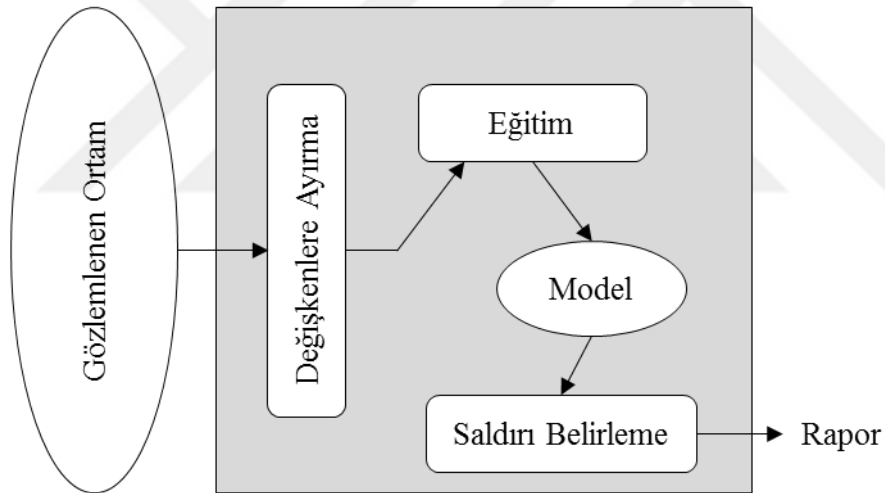 Gözlemlenen Ortam
Değişkenlere Ayırma
Eğitim
Model
Saldırı Belirleme
Rapor